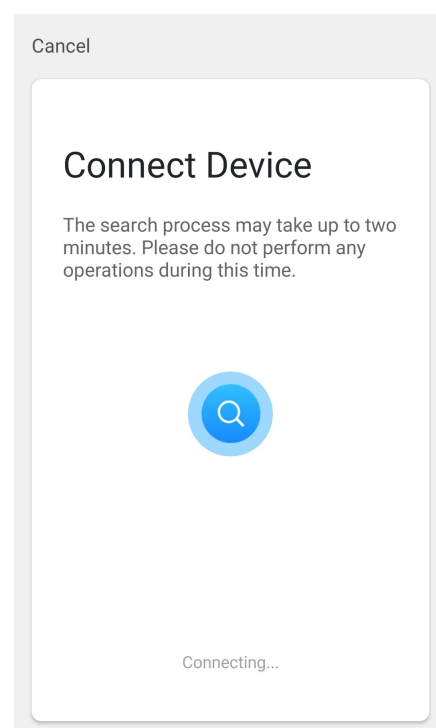 Cancel
Connect Device
The search process may take up to two
minutes. Please do not perform any
operations during this time.
Connecting...